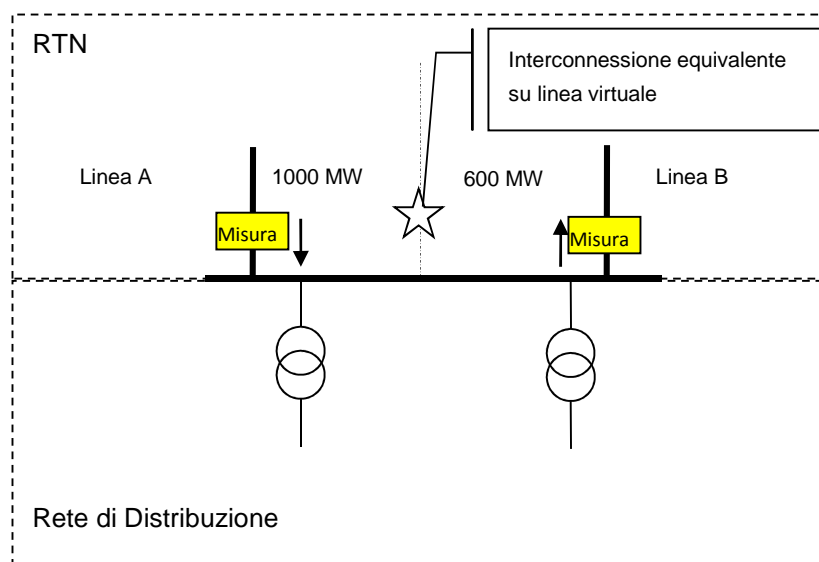 RTN
Interconnessione equivalente
su linea virtuale
Linea A
1000 MW
600 MW
Linea B
Misura
Misura
Rete di Distribuzione